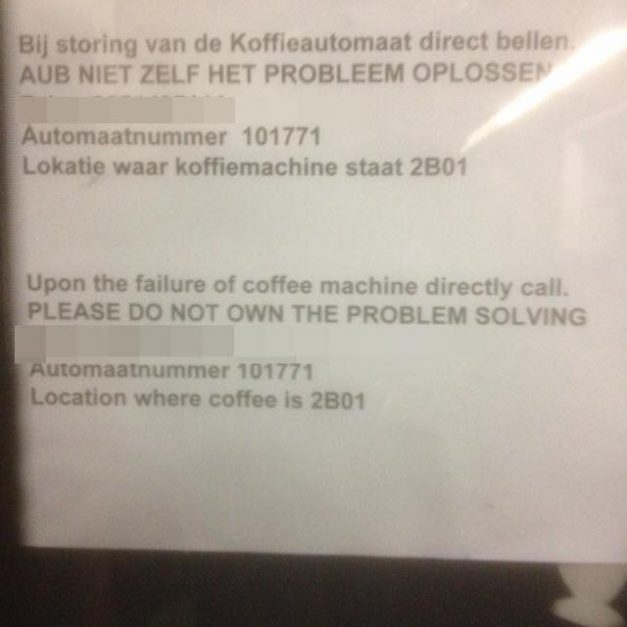 Bij storing van de Koffieautomaat direct bellen.
AUB NIET ZELF HET PROBLEEM OPLOSSEN
Automaatnummer 101771
Lokatie waar koffiemachine staat 2B01
Upon the failure of coffee machine directly call.
PLEASE DO NOT OWN THE PROBLEM SOLVING
Automaatnummer 101771
Location where coffee is 2B01